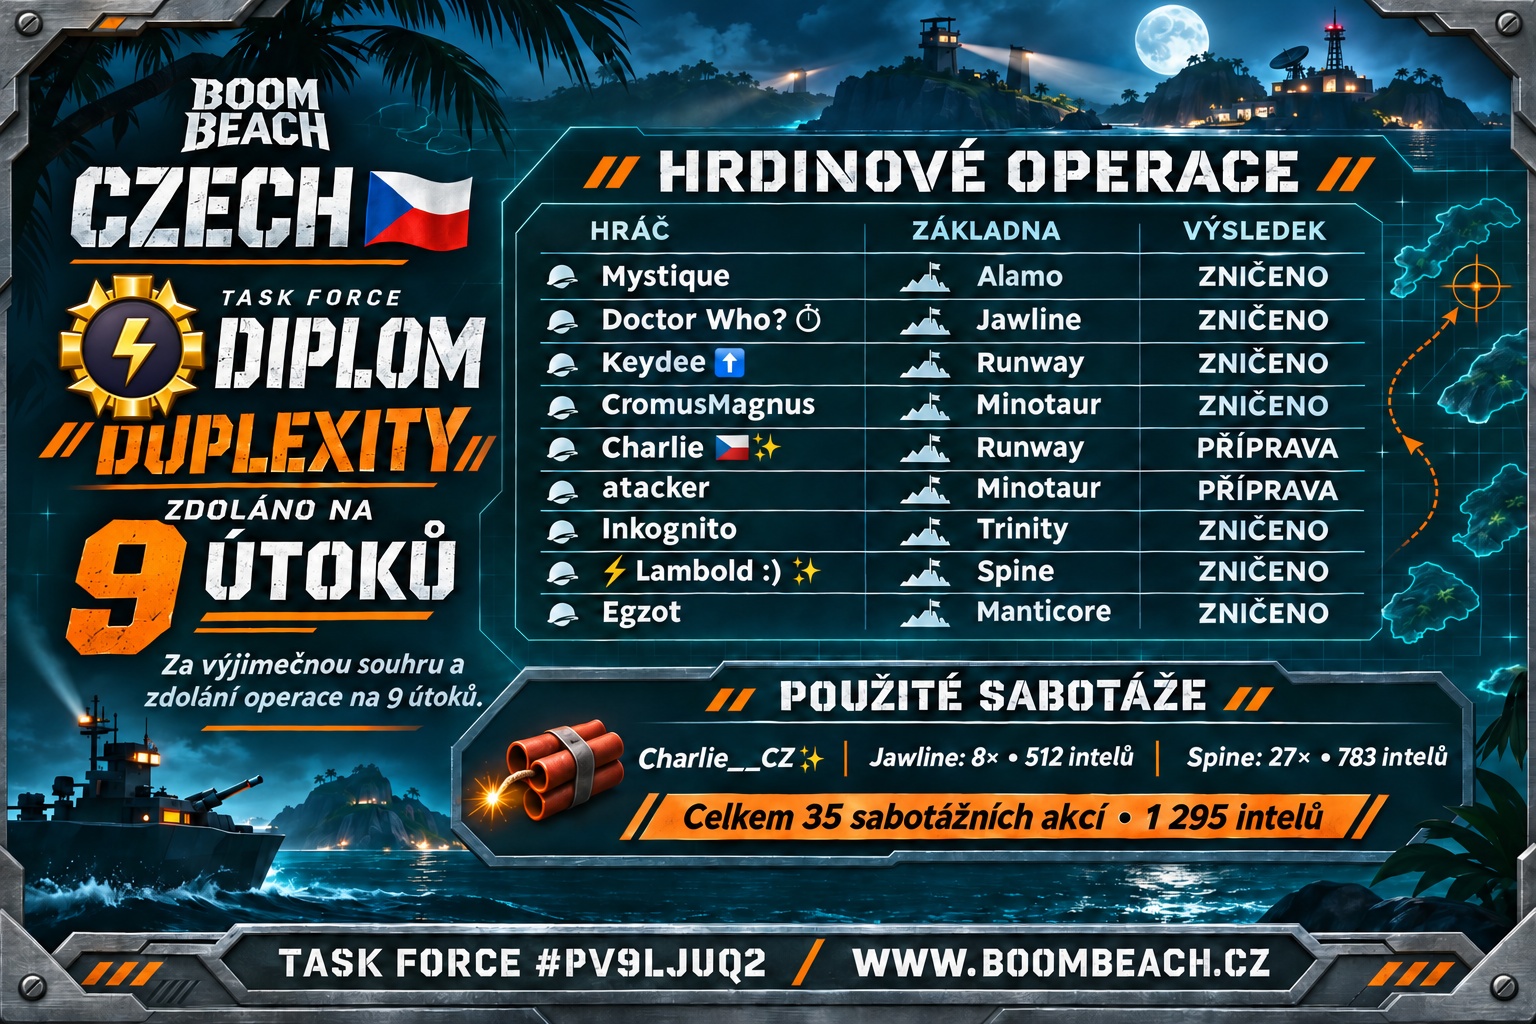 BOOM
BEACH
CZECH 🇨🇿
TASK FORCE
DIPLOM
DUPLEXITY
ZDOLÁNO NA
9 ÚTOKŮ
Za výjimečnou souhru a
zdolání operace na 9 útoků.
HRDINOVÉ OPERACE
HRÁČ ZÁKLADNA VÝSLEDEK
Mystique Alamo ZNIČENO
Doctor Who? ⏱ Jawline ZNIČENO
Keydee ⬆️ Runway ZNIČENO
CromusMagnus Minotaur ZNIČENO
Charlie 🇨🇿✨ Runway PŘÍPRAVA
atacker Minotaur PŘÍPRAVA
Inkognito Trinity ZNIČENO
⚡ Lambold :) ✨ Spine ZNIČENO
Egzot Manticore ZNIČENO
POUŽITÉ SABOTÁŽE
Charlie__CZ✨ | Jawline: 8× • 512 intelů | Spine: 27× • 783 intelů
Celkem 35 sabotážních akcí • 1 295 intelů
TASK FORCE #PV9LJUQ2 / WWW.BOOMBEACH.CZ